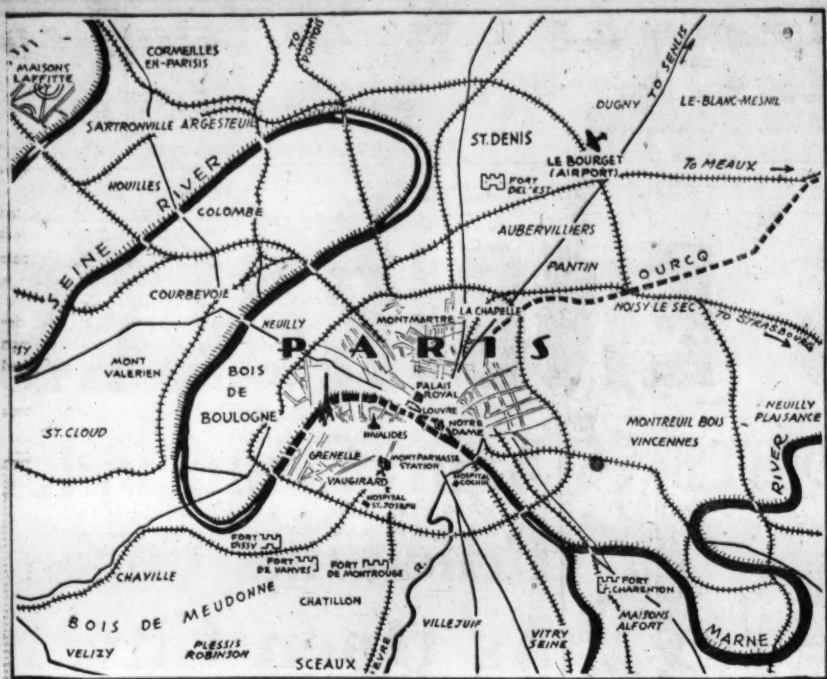 CORMEILLES
EN-PARISIS
TO
PONTOISE
MAISONS
LAFFITTE
TO SENLIS
DUGNY
LE-BLANC-MESNIL
SARTRONVILLE ARGESTEUIL
ST. DENIS
LE BOURGET
(AIRPORT)
TO MEAUX
FORT
DEL'EST
HOUILLES
SEINE RIVER
COLOMBE
AUBERVILLIERS
PANTIN
OURCQ
COURBEVOIE
NEUILLY
MONTMARTRE
LA CHAPELLE
NOISY LE SEC
TO STRASBOURG
PARIS
MONT
VALERIEN
BOIS
DE
BOULOGNE
PALAIS
ROYAL
LOUVRE
NOTRE
DAME
INVALIDES
ST. CLOUD
MONTREUIL BOIS
VINCENNES
NEUILLY
PLAISANCE
RIVER
GRENELLE
MONTPARNASSE
STATION
VAUGIRARD
HOSPITAL
COCHIN
HOSPITAL
ST. JOSEPH
FORT
D'ISSY
FORT
DE VANVES
FORT
DE MONTROUGE
CHAVILLE
BOIS DE MEUDONNE
CHATILLON
FORT
CHARENTON
MAISONS
ALFORT
MARNE
VELIZY
PLESSIS
ROBINSON
SCEAUX
R.
VILLEJUIF
VITRY
SEINE